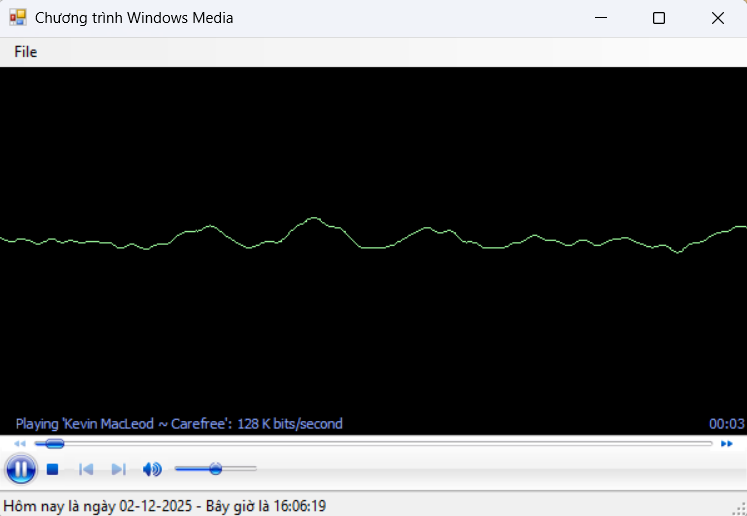 Chương trình Windows Media
File
Playing 'Kevin MacLeod ~ Carefree': 128 K bits/second
00:03
Hôm nay là ngày 02-12-2025 - Bây giờ là 16:06:19